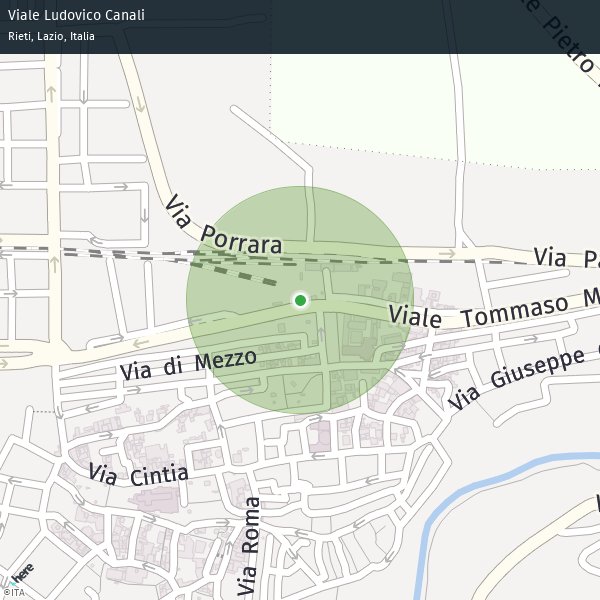 Viale Ludovico Canali
Rieti, Lazio, Italia
Pietro
Via Porrara
Via
Viale Tommaso M
Via di Mezzo
Via Giuseppe
Via Cintia
Via Roma
here
©ITA